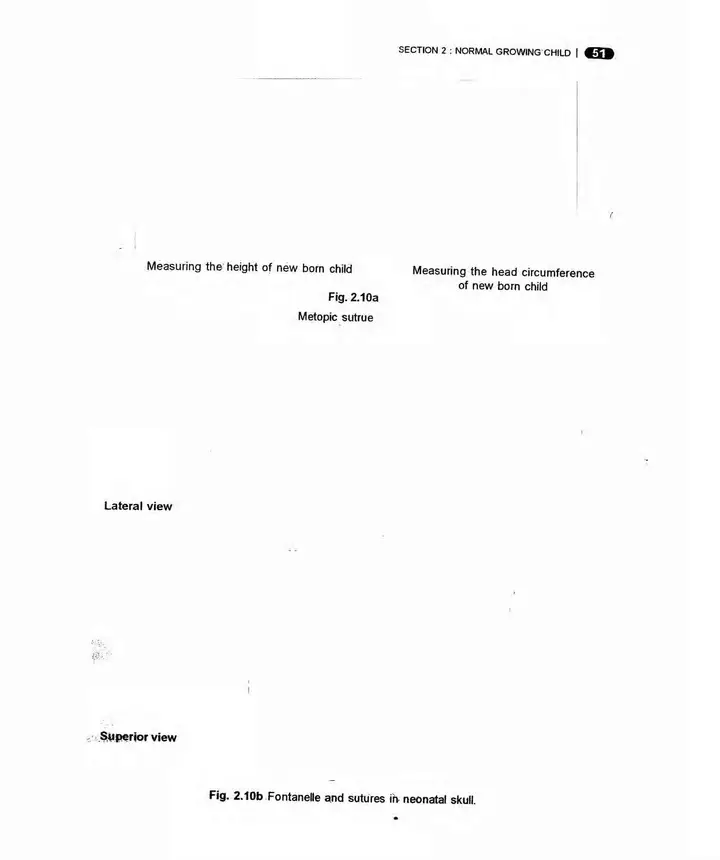 SECTION 2 : NORMAL GROWING CHILD | 51
Measuring the height of new born child
Measuring the head circumference
of new born child
Fig. 2.10a
Metopic sutrue
Lateral view
Superior view
Fig. 2.10b Fontanelle and sutures in neonatal skull.